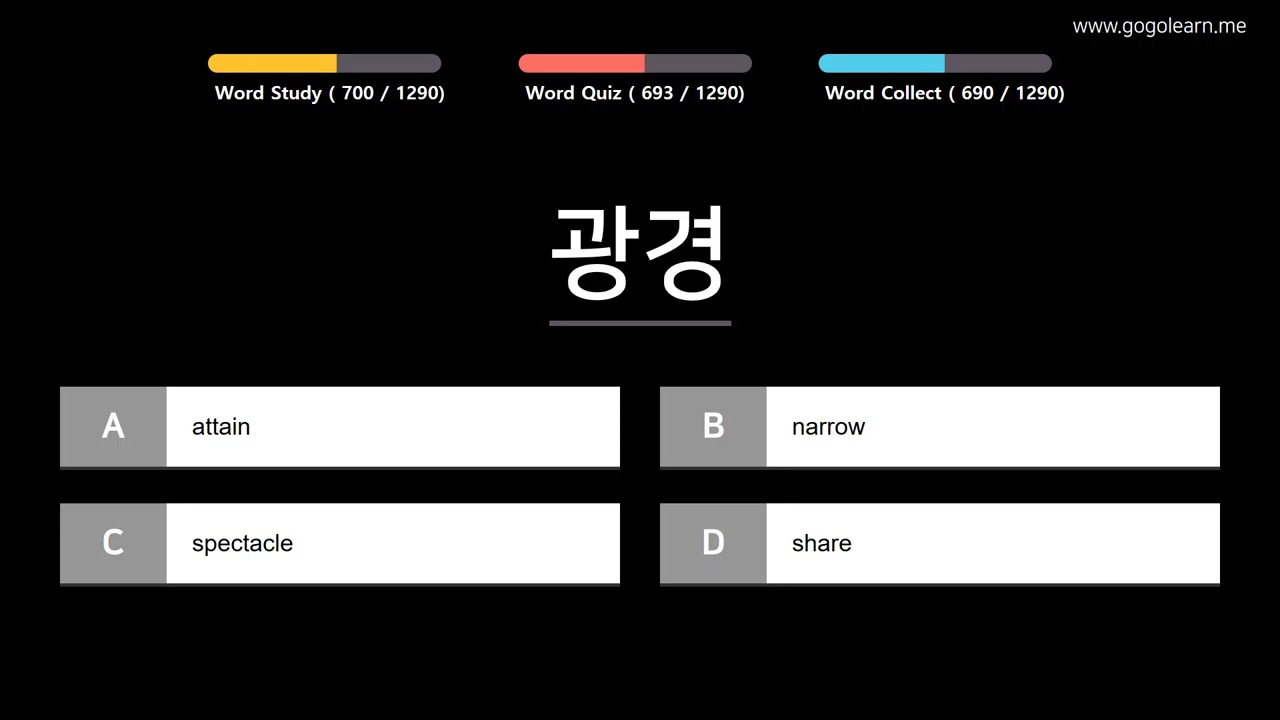 www.gogolearn.me
Word Study ( 700 / 1290)
Word Quiz ( 693 / 1290)
Word Collect ( 690 / 1290)
광경
A attain
B narrow
C spectacle
D share